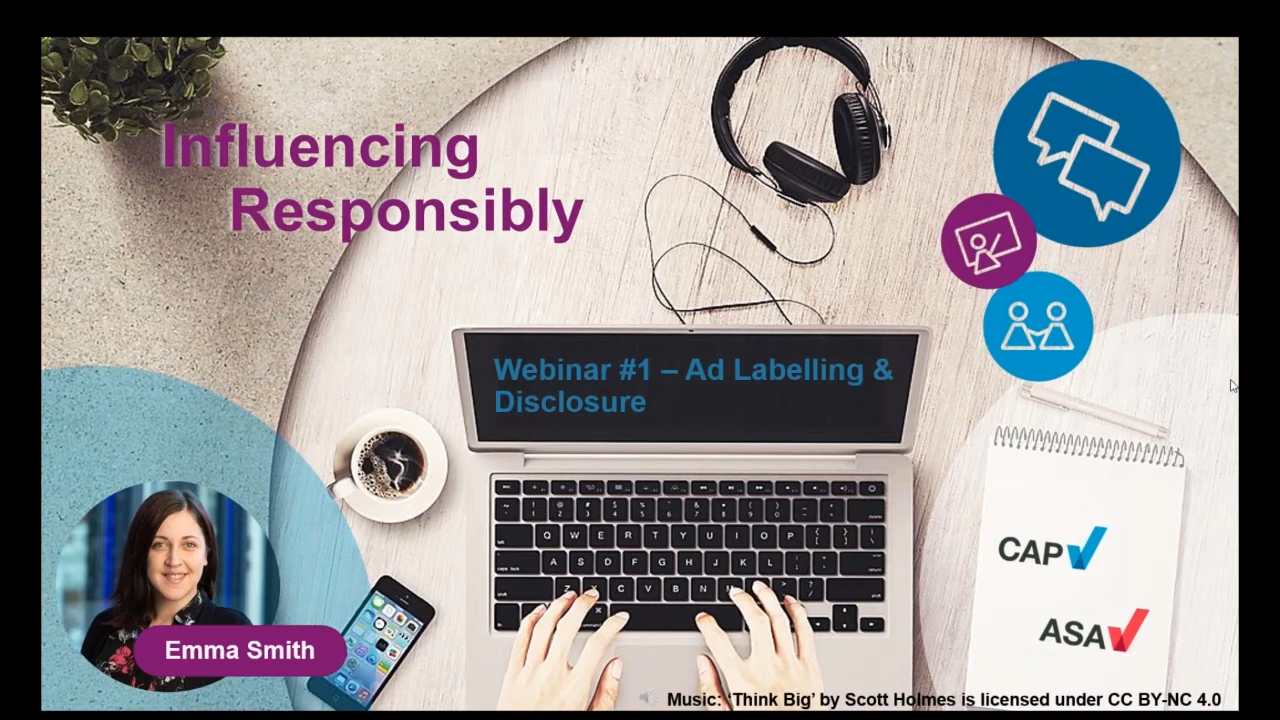 Influencing
Responsibly
Webinar #1 – Ad Labelling &
Disclosure
CAP
ASA
Emma Smith
Music: ‘Think Big’ by Scott Holmes is licensed under CC BY-NC 4.0